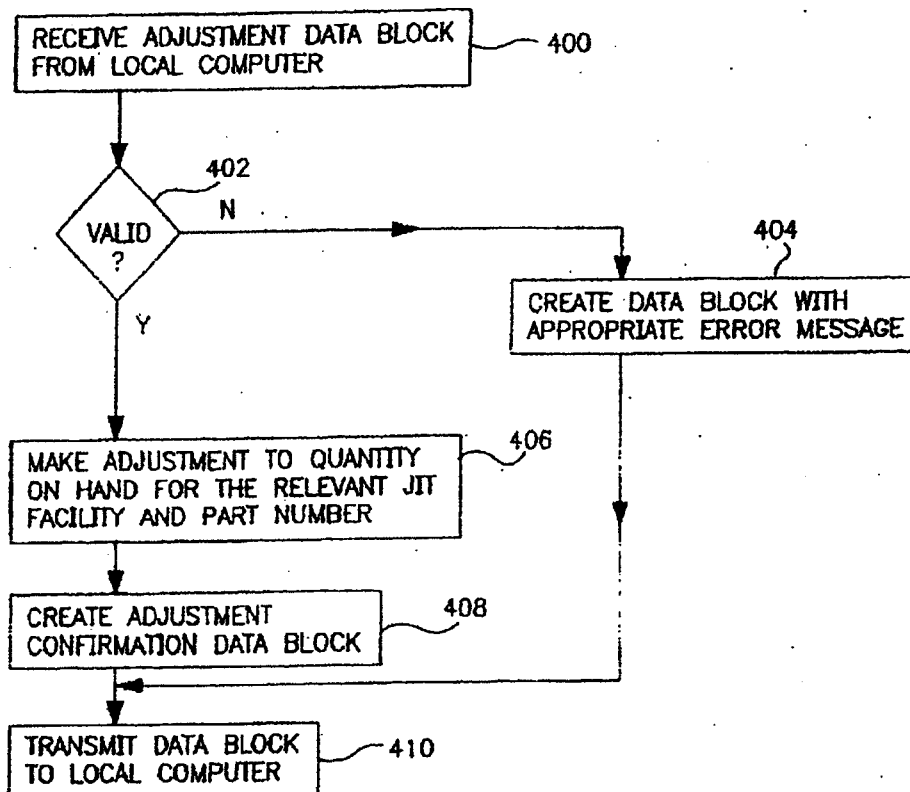 RECEIVE ADJUSTMENT DATA BLOCK
FROM LOCAL COMPUTER
400
402
VALID
?
N
Y
404
CREATE DATA BLOCK WITH
APPROPRIATE ERROR MESSAGE
406
MAKE ADJUSTMENT TO QUANTITY
ON HAND FOR THE RELEVANT JIT
FACILITY AND PART NUMBER
408
CREATE ADJUSTMENT
CONFIRMATION DATA BLOCK
TRANSMIT DATA BLOCK
TO LOCAL COMPUTER
410